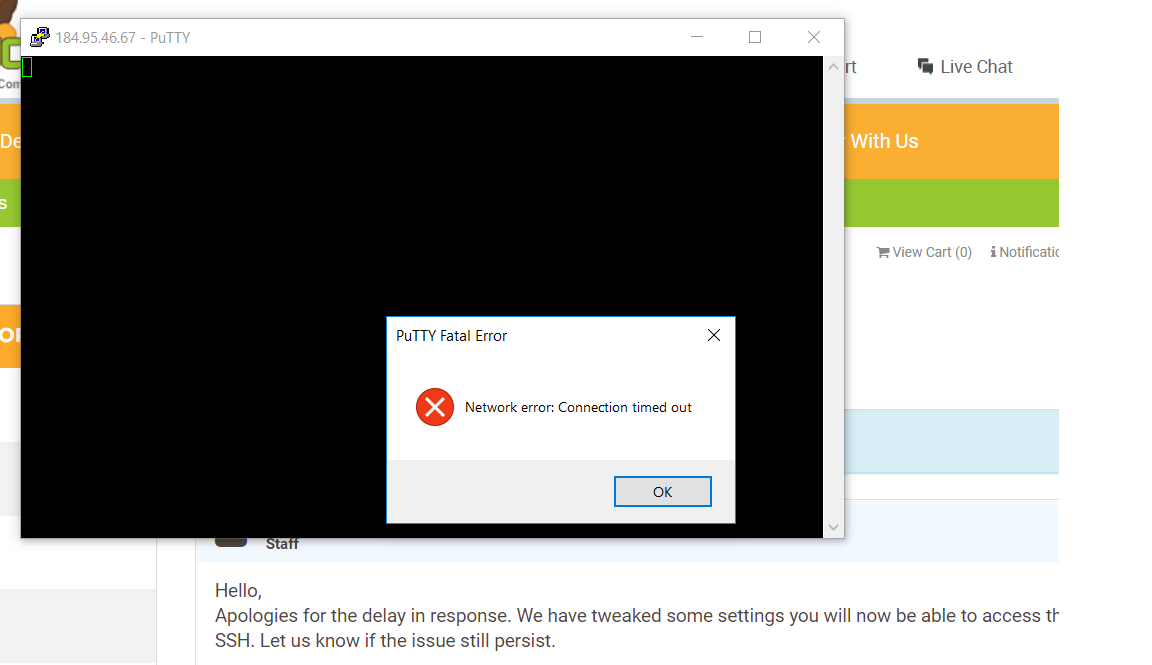 184.95.46.67 - PuTTY
Com
rt
Live Chat
De
With Us
s
View Cart (0)
Notificatio
OR
PuTTY Fatal Error
Network error: Connection timed out
OK
Staff
Hello,
Apologies for the delay in response. We have tweaked some settings you will now be able to access th
SSH. Let us know if the issue still persist.